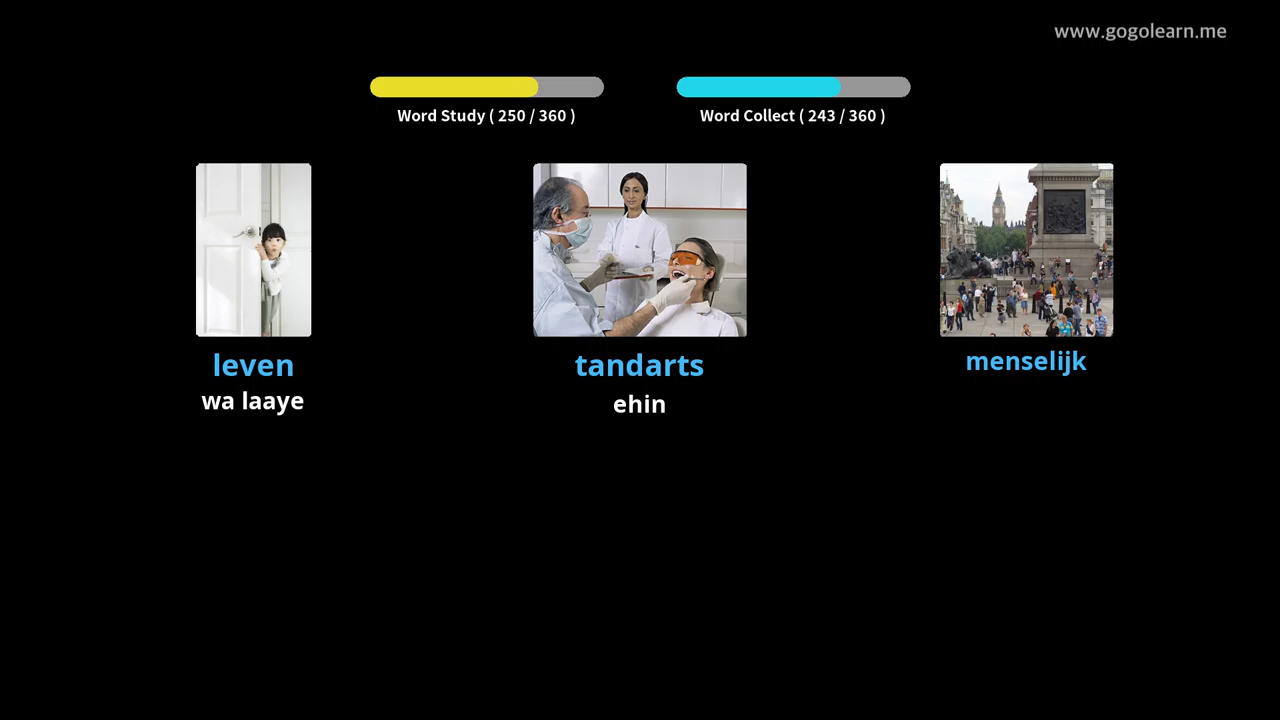 www.gogolearn.me
Word Study ( 250 / 360 )
Word Collect ( 243 / 360 )
leven
tandarts
menselijk
wa laaye
ehin